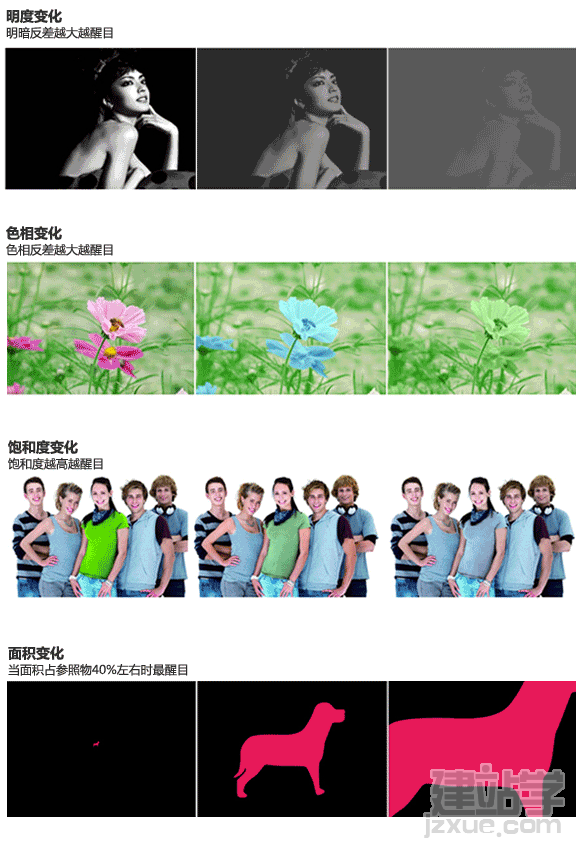 明度变化
明暗反差越大越醒目
色相变化
色相反差越大越醒目
饱和度变化
饱和度越高越醒目
面积变化
当面积占参照物40%左右时最醒目
建站学
jzxue.com